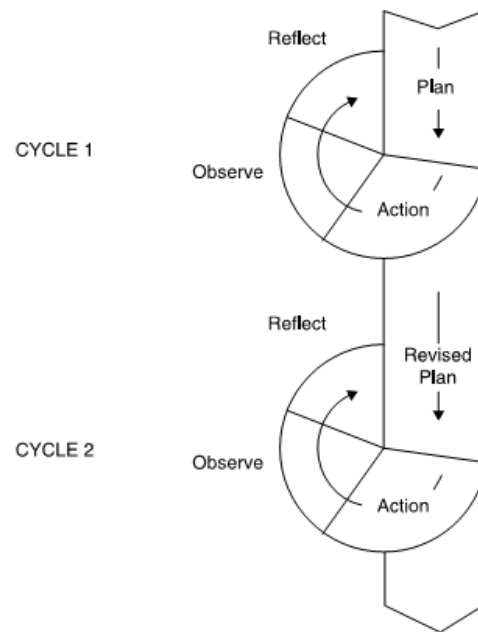 Reflect
Plan
CYCLE 1
Observe
Action
Reflect
Revised
Plan
CYCLE 2
Observe
Action